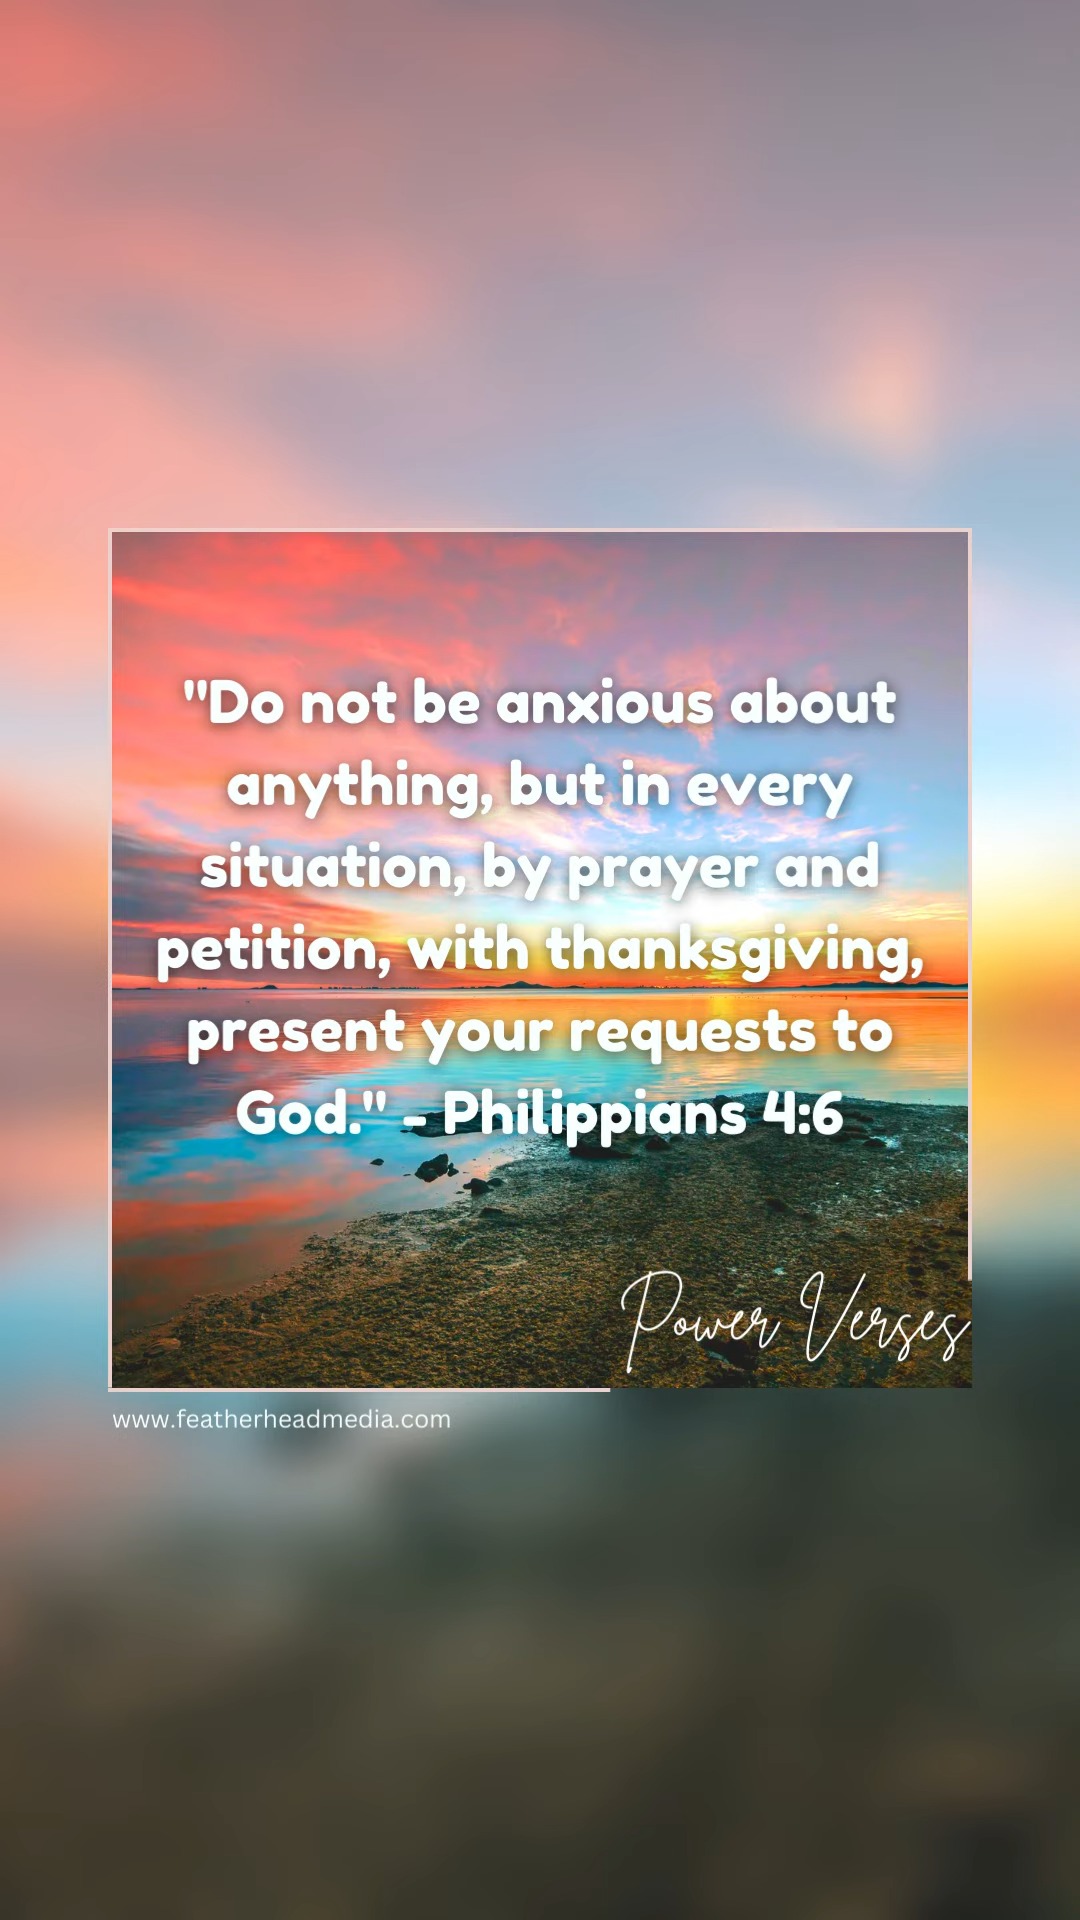 "Do not be anxious about
anything, but in every
situation, by prayer and
petition, with thanksgiving,
present your requests to
God." - Philippians 4:6
Power Verses
www.featherheadmedia.com